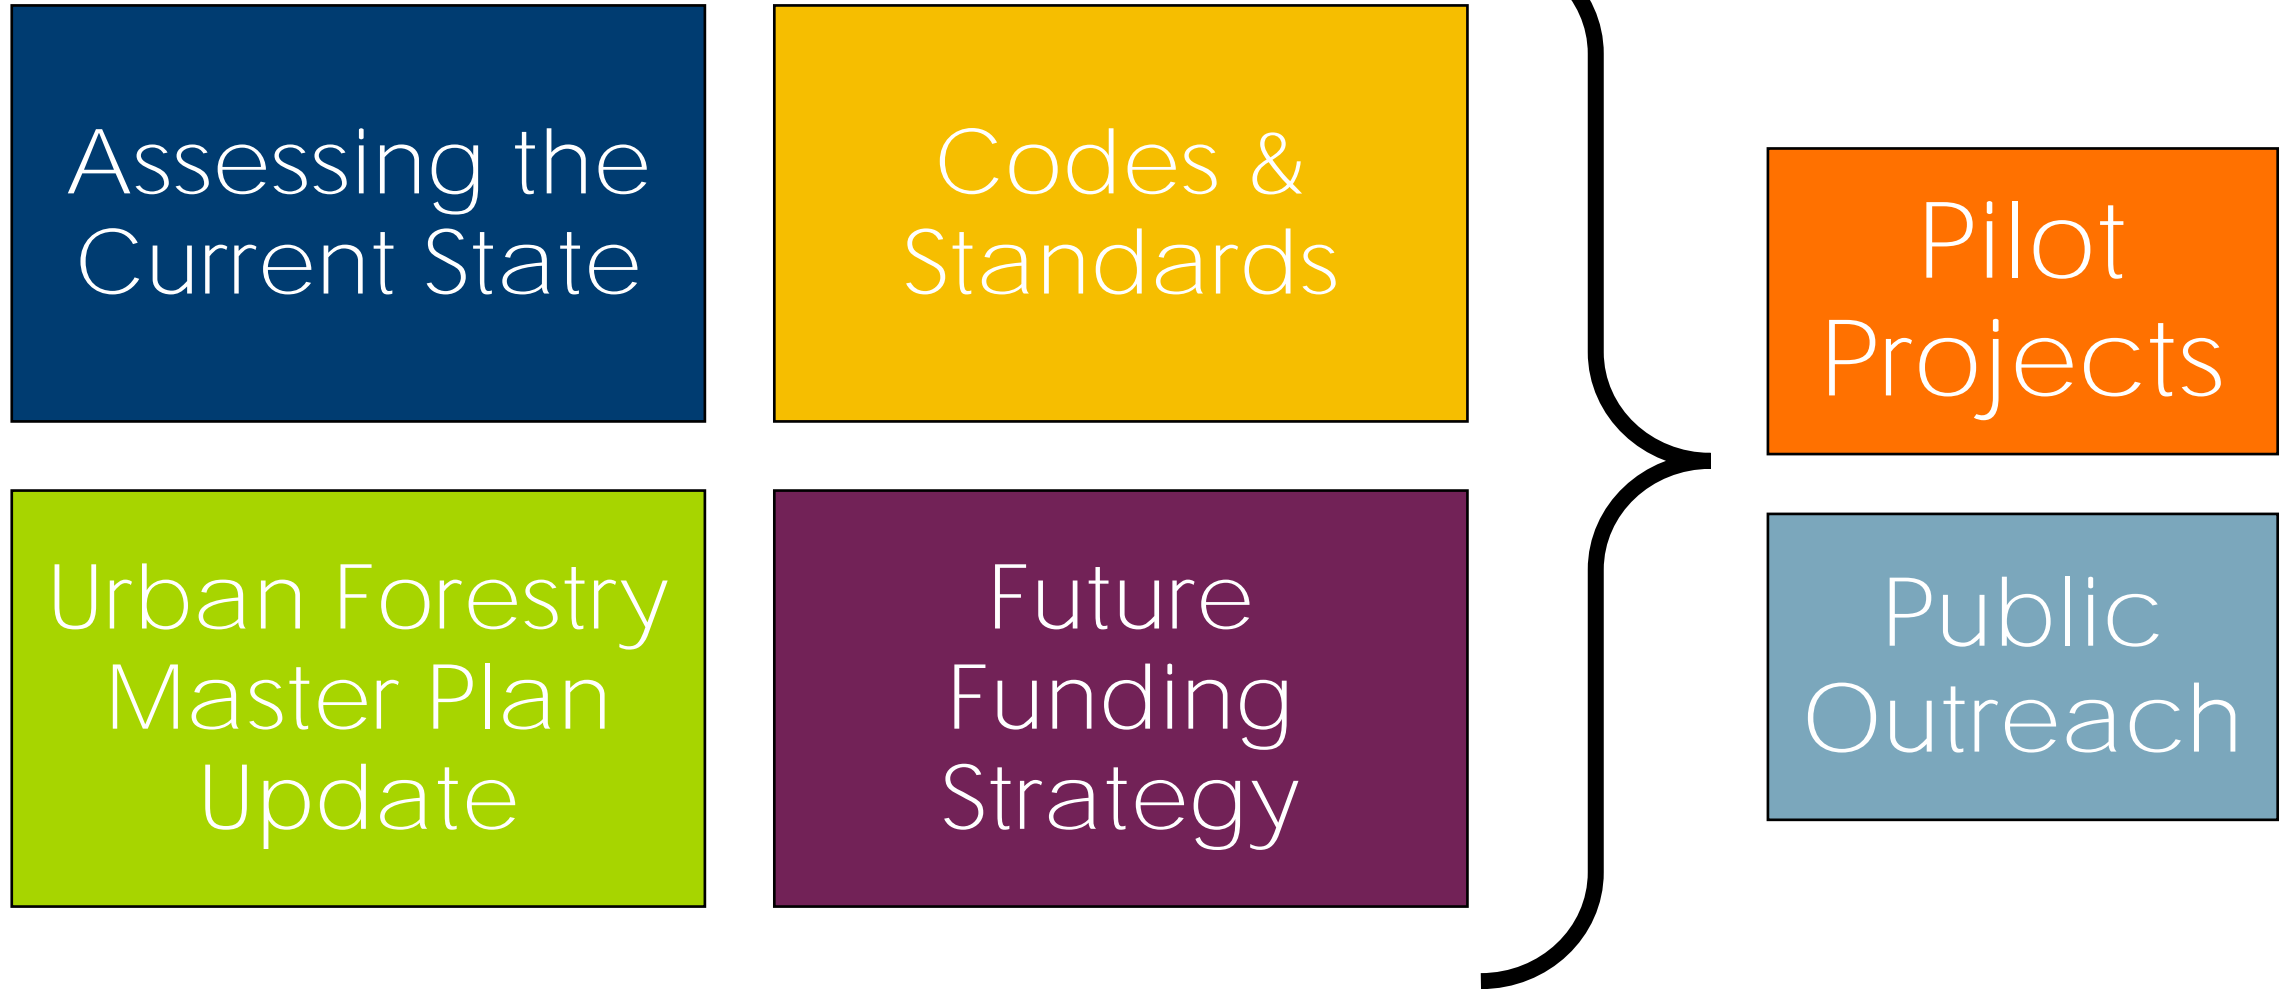 Assessing the
Current State
Codes &
Standards
Urban Forestry
Master Plan
Update
Future
Funding
Strategy
Pilot
Projects
Public
Outreach